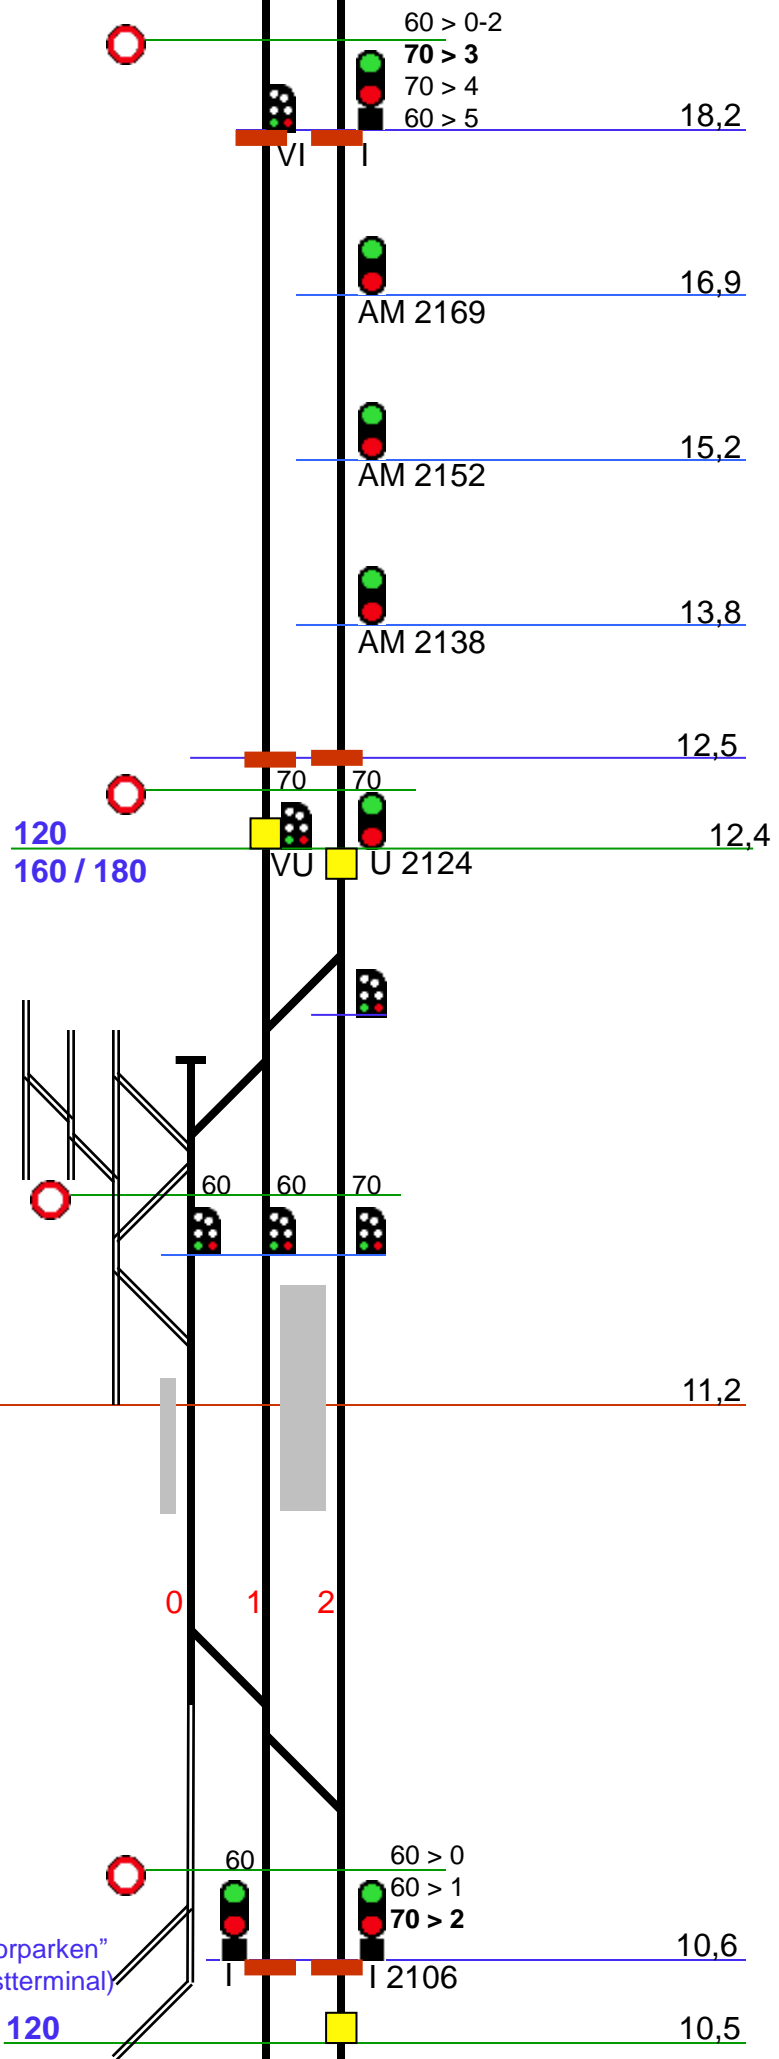 60 > 0-2
70 > 3
70 > 4
60 > 5
18,2
VI
I
16,9
AM 2169
15,2
AM 2152
13,8
AM 2138
12,5
70
70
120
12,4
160 / 180
VU
U 2124
60
60
70
11,2
0
1
2
60
60 > 0
60 > 1
70 > 2
orparken”
10,6
stterminal)
I
I 2106
120
10,5